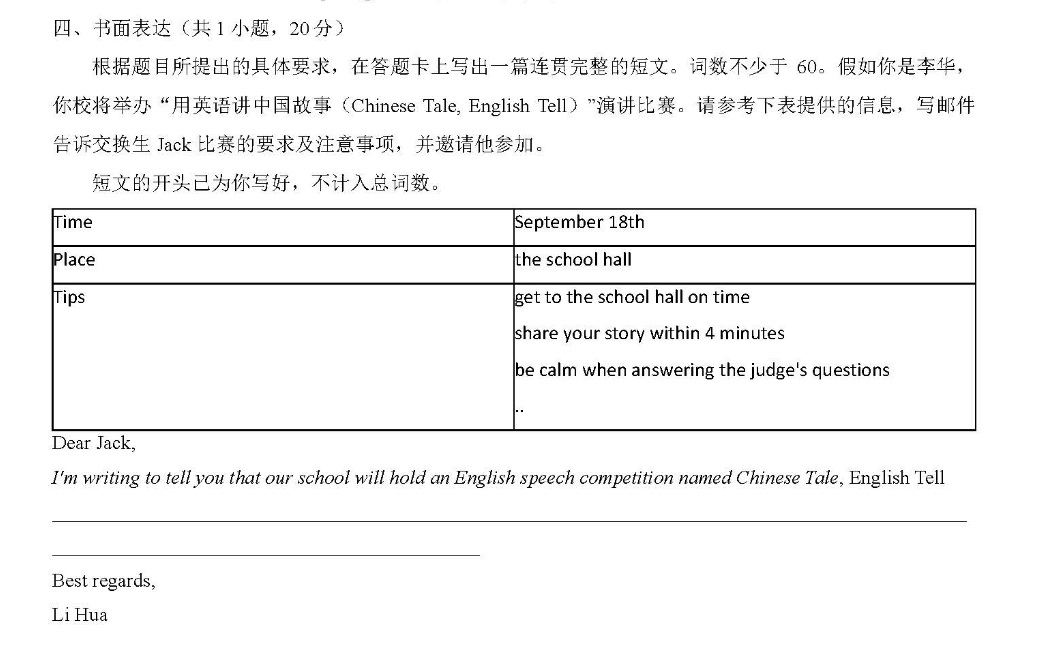 四、书面表达（共 1 小题，20 分）
根据题目所提出的具体要求，在答题卡上写出一篇连贯完整的短文。词数不少于 60。假如你是李华，
你校将举办“用英语讲中国故事（Chinese Tale, English Tell）”演讲比赛。请参考下表提供的信息，写邮件
告诉交换生 Jack 比赛的要求及注意事项，并邀请他参加。
短文的开头已为你写好，不计入总词数。
Time September 18th
Place the school hall
Tips get to the school hall on time
share your story within 4 minutes
be calm when answering the judge's questions
..
Dear Jack,
I'm writing to tell you that our school will hold an English speech competition named Chinese Tale, English Tell
Best regards,
Li Hua